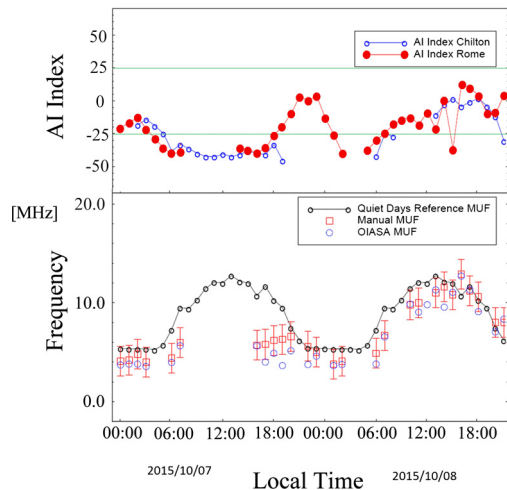 50
25
0
-25
-50
AI Index
AI Index Chilton
AI Index Rome
[MHz]
20.0
10.0
0.0
Frequency
Quiet Days Reference MUF
Manual MUF
OIASA MUF
00:00 06:00 12:00 18:00 00:00 06:00 12:00 18:00
2015/10/07 2015/10/08
Local Time